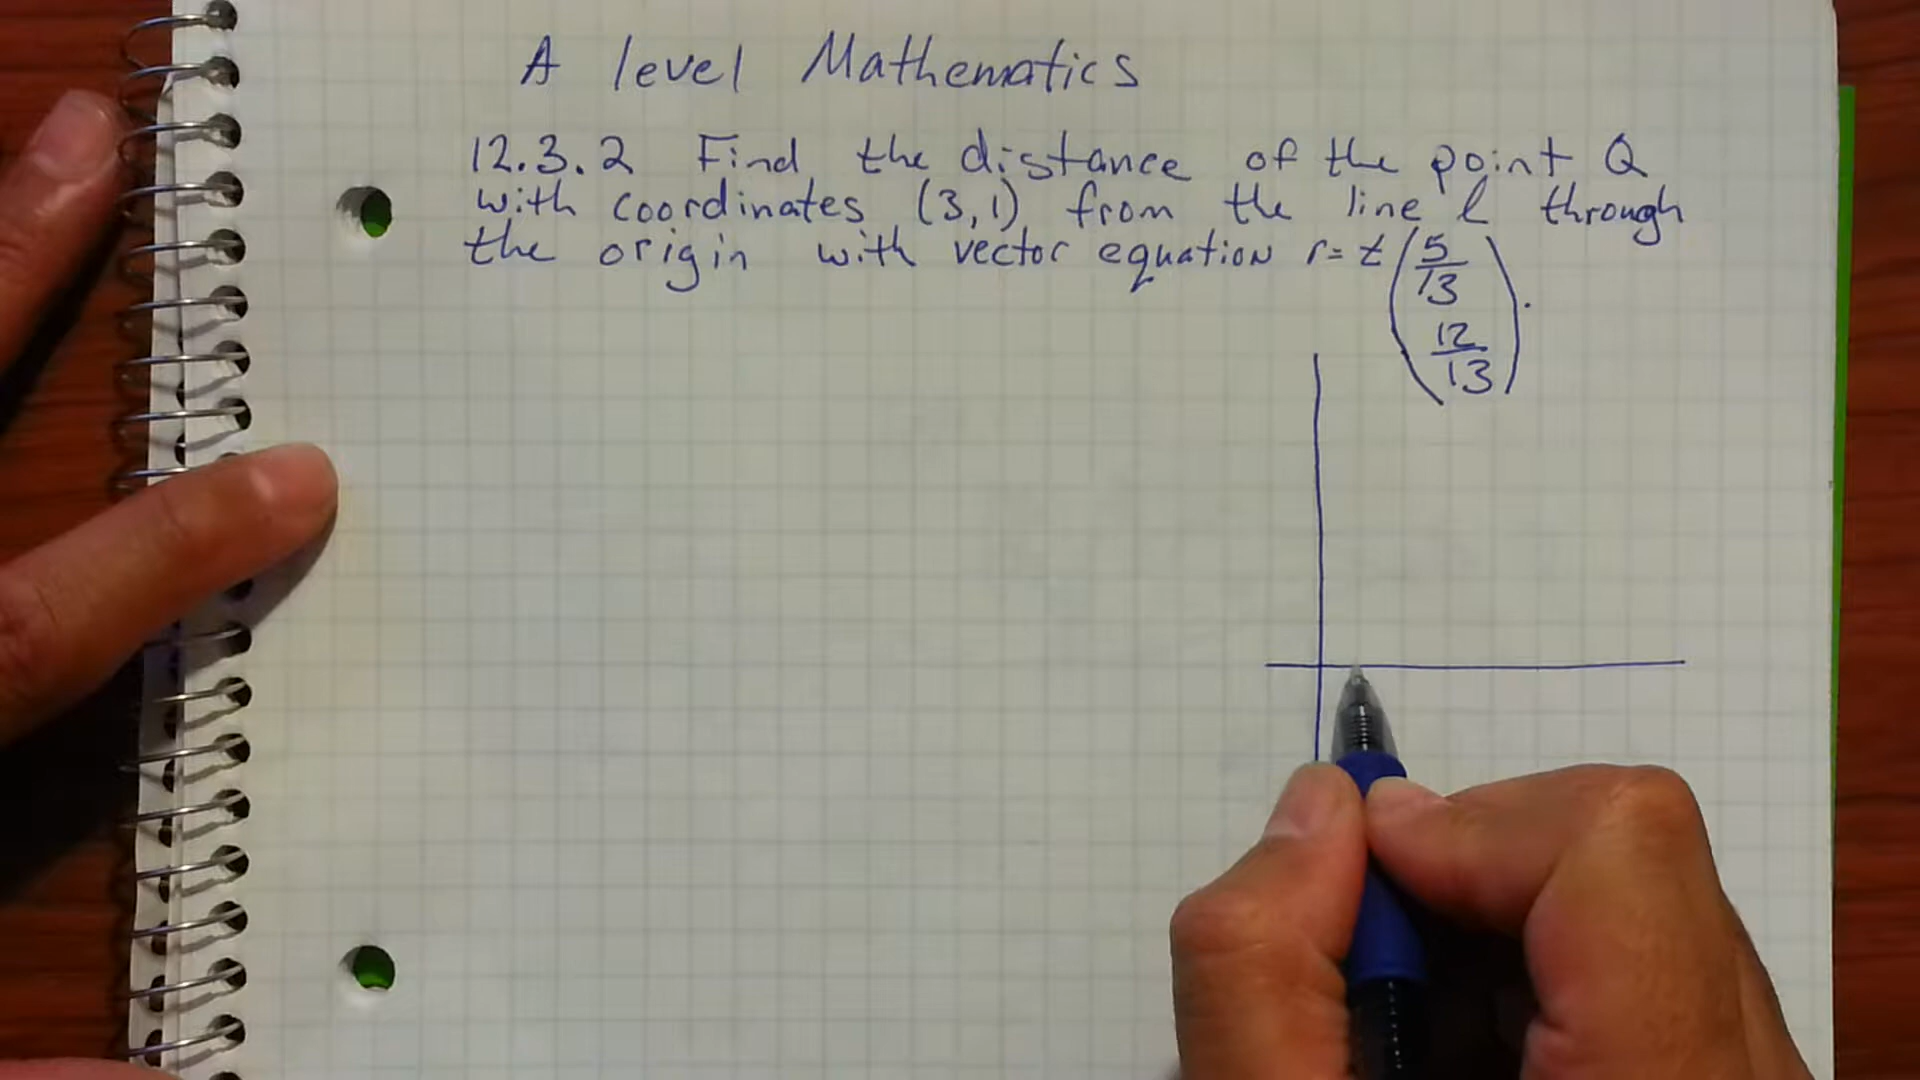 A level Mathematics
12.3.2 Find the distance of the point Q
with coordinates (3,1) from the line l through
the origin with vector equation r = t (5/13
12/13).